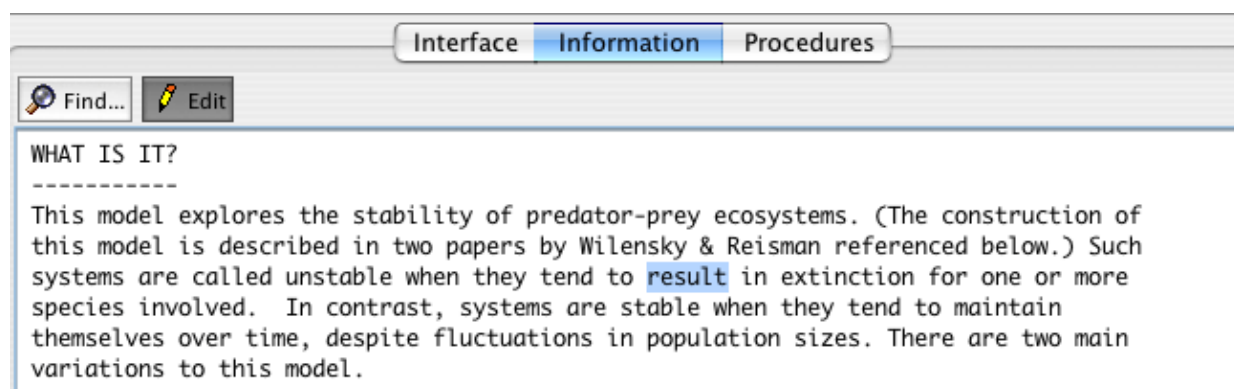 Interface Information Procedures
Find... Edit
WHAT IS IT?
-----------
This model explores the stability of predator-prey ecosystems. (The construction of
this model is described in two papers by Wilensky & Reisman referenced below.) Such
systems are called unstable when they tend to result in extinction for one or more
species involved.  In contrast, systems are stable when they tend to maintain
themselves over time, despite fluctuations in population sizes. There are two main
variations to this model.